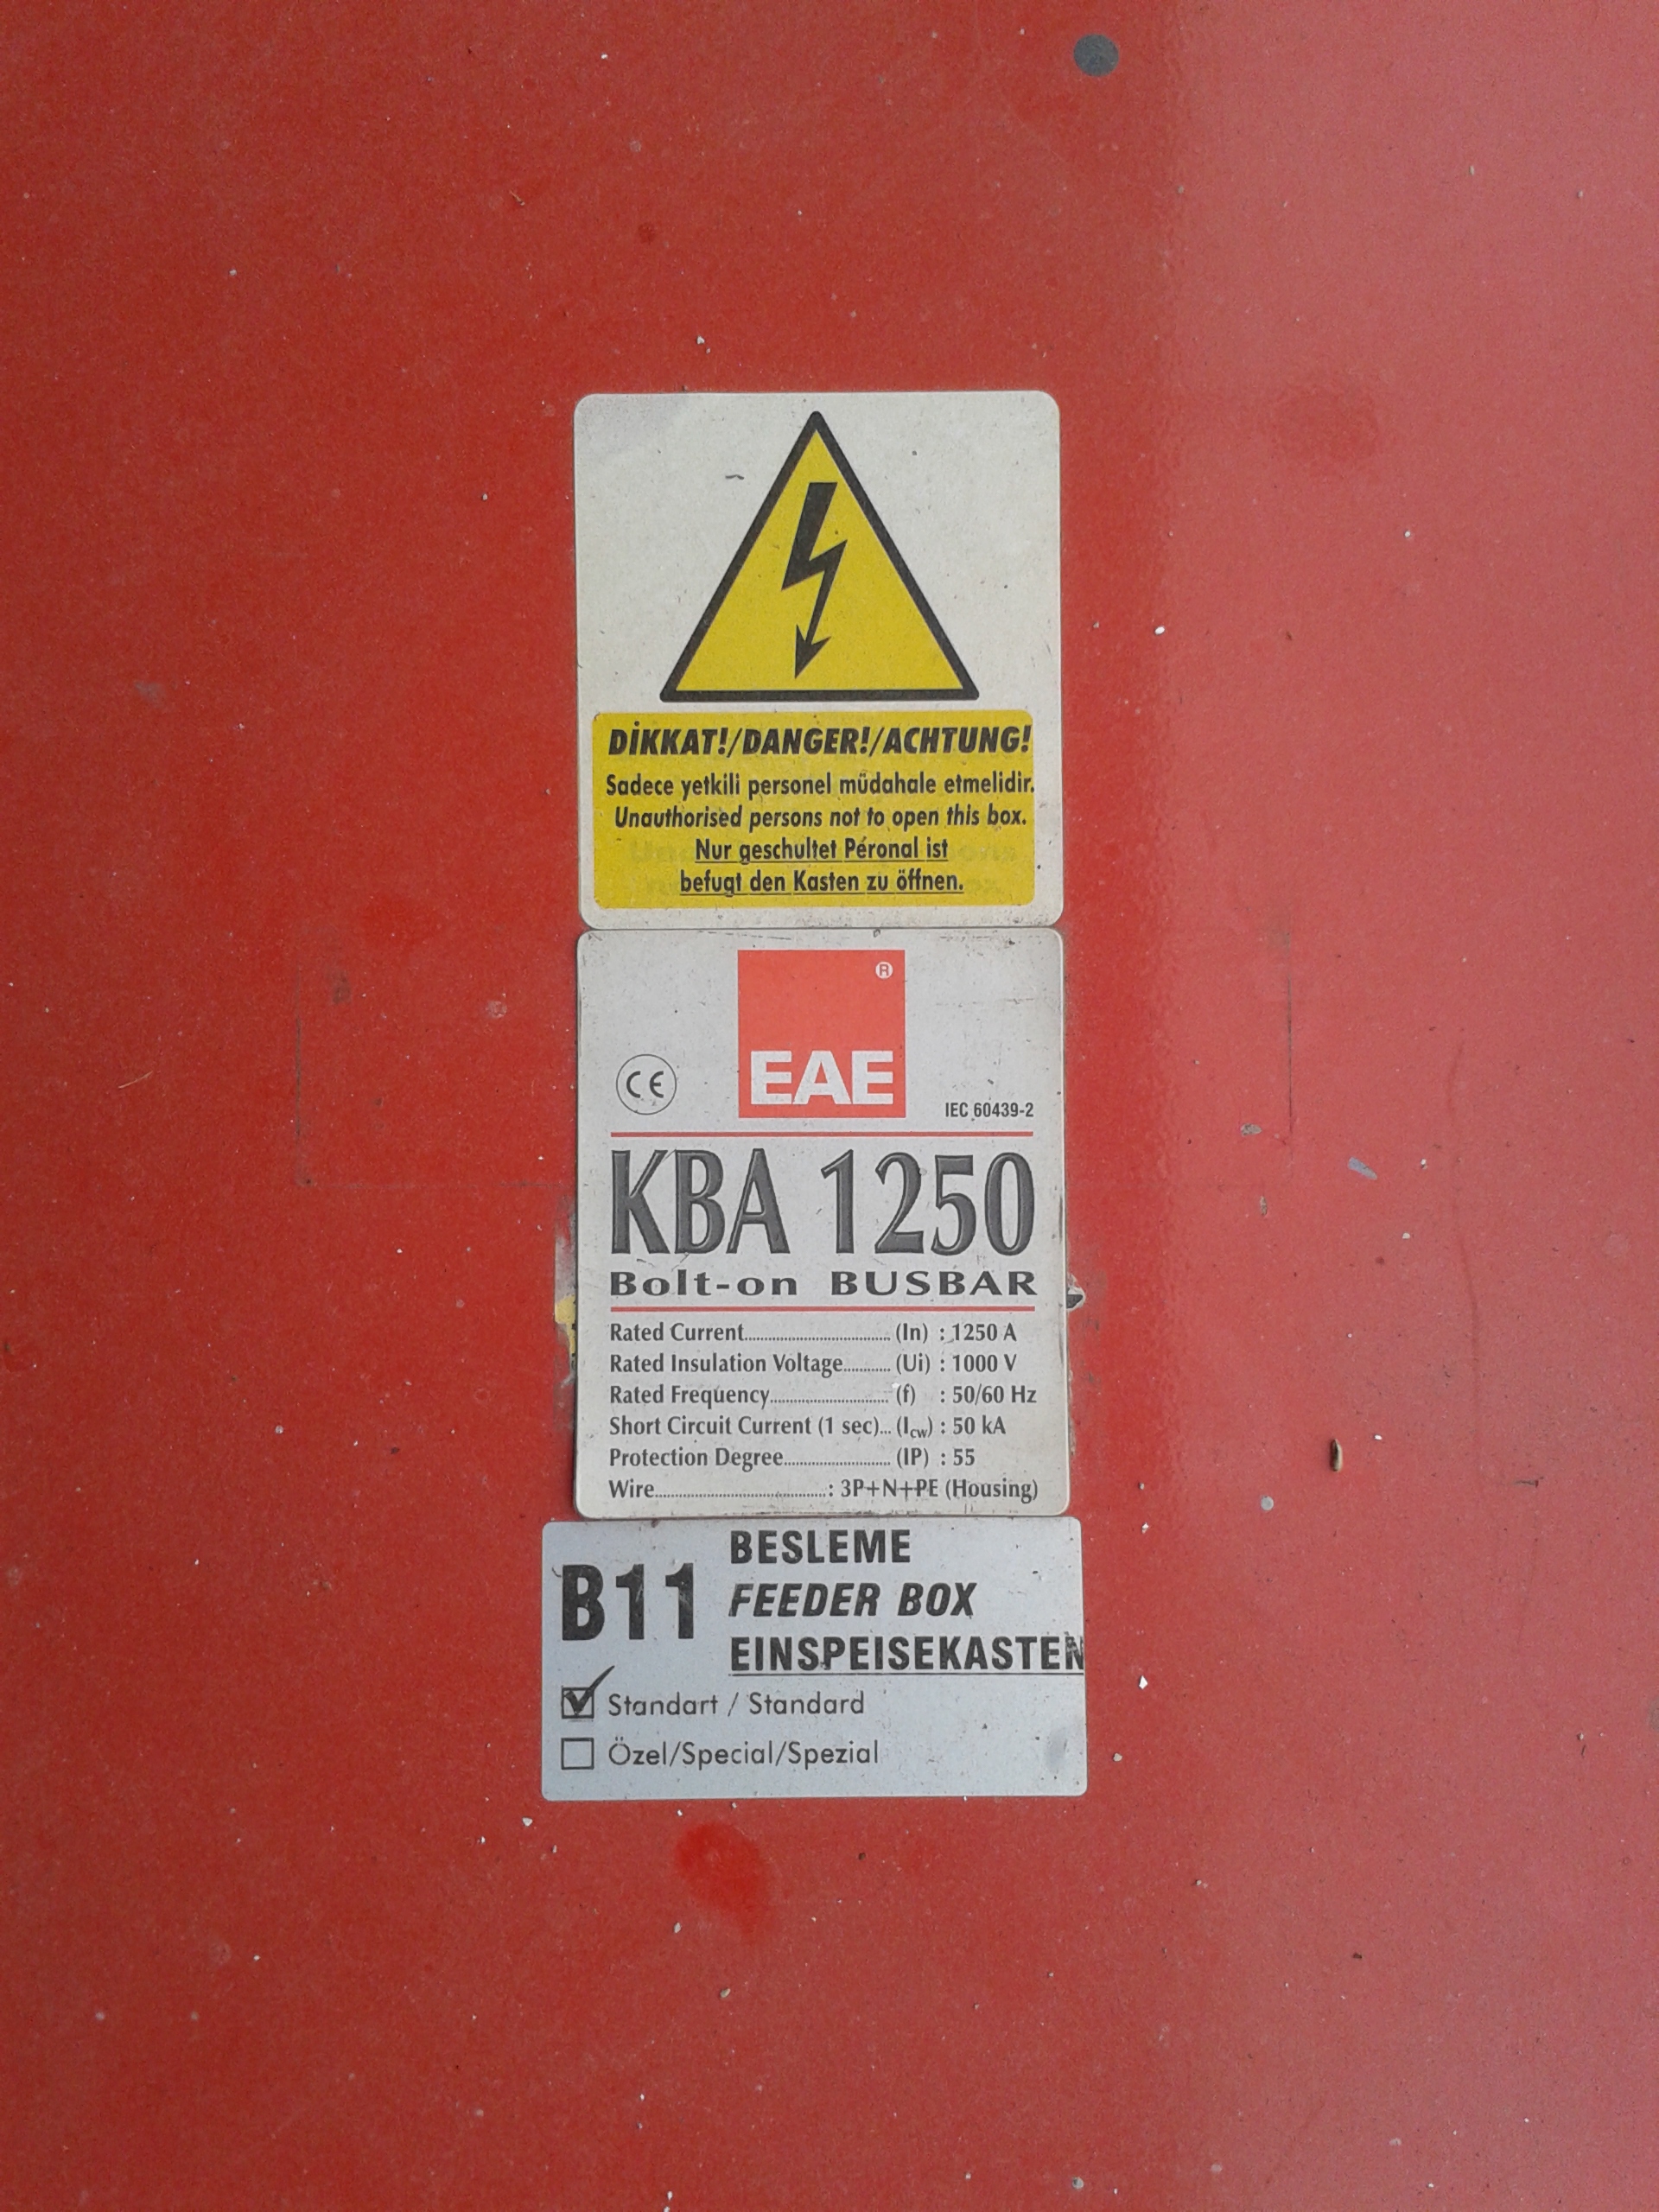 DİKKAT!/DANGER!/ACHTUNG!
Sadece yetkili personel müdahale etmelidir.
Unauthorised persons not to open this box.
Nur geschultet Péronal ist
befugt den Kasten zu öffnen.
®
EAE
CE
IEC 60439-2
KBA 1250
Bolt-on BUSBAR
Rated Current................................... (In) : 1250 A
Rated Insulation Voltage........... (Ui) : 1000 V
Rated Frequency............................. (f) : 50/60 Hz
Short Circuit Current (1 sec)... (Icw) : 50 kA
Protection Degree.......................... (IP) : 55
Wire..........................................: 3P+N+PE (Housing)
B11
BESLEME
FEEDER BOX
EINSPEISEKASTEN
Standart / Standard
Özel/Special/Spezial